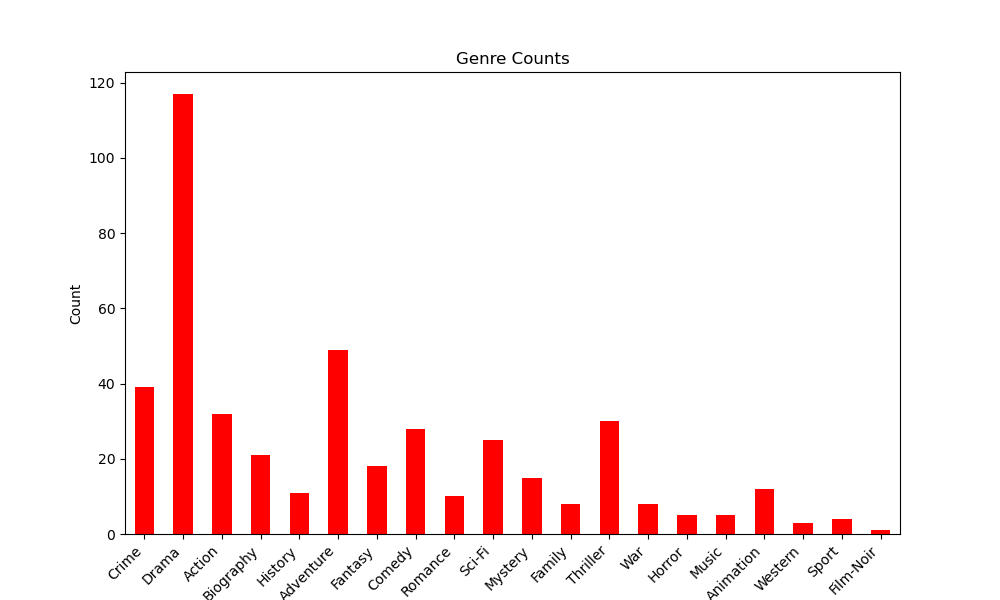 Genre Counts
Count
120
100
80
60
40
20
0
Crime
Drama
Action
Biography
History
Adventure
Fantasy
Comedy
Romance
Sci-Fi
Mystery
Family
Thriller
War
Horror
Music
Animation
Western
Sport
Film-Noir